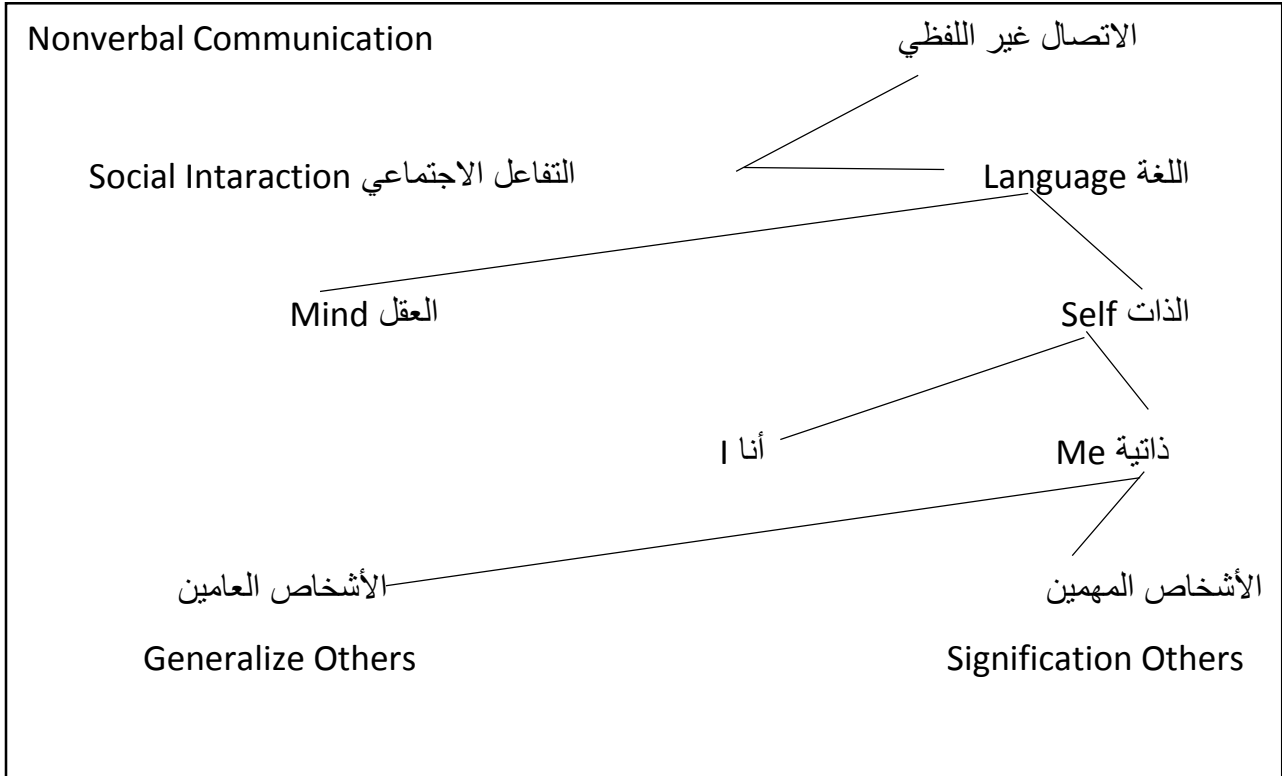 Nonverbal Communication الاتصال غير اللفظي
Social Intaraction التفاعل الاجتماعي Language اللغة
Mind العقل Self الذات
I أنا Me ذاتية
الأشخاص العامين الأشخاص المهمين
Generalize Others Signification Others